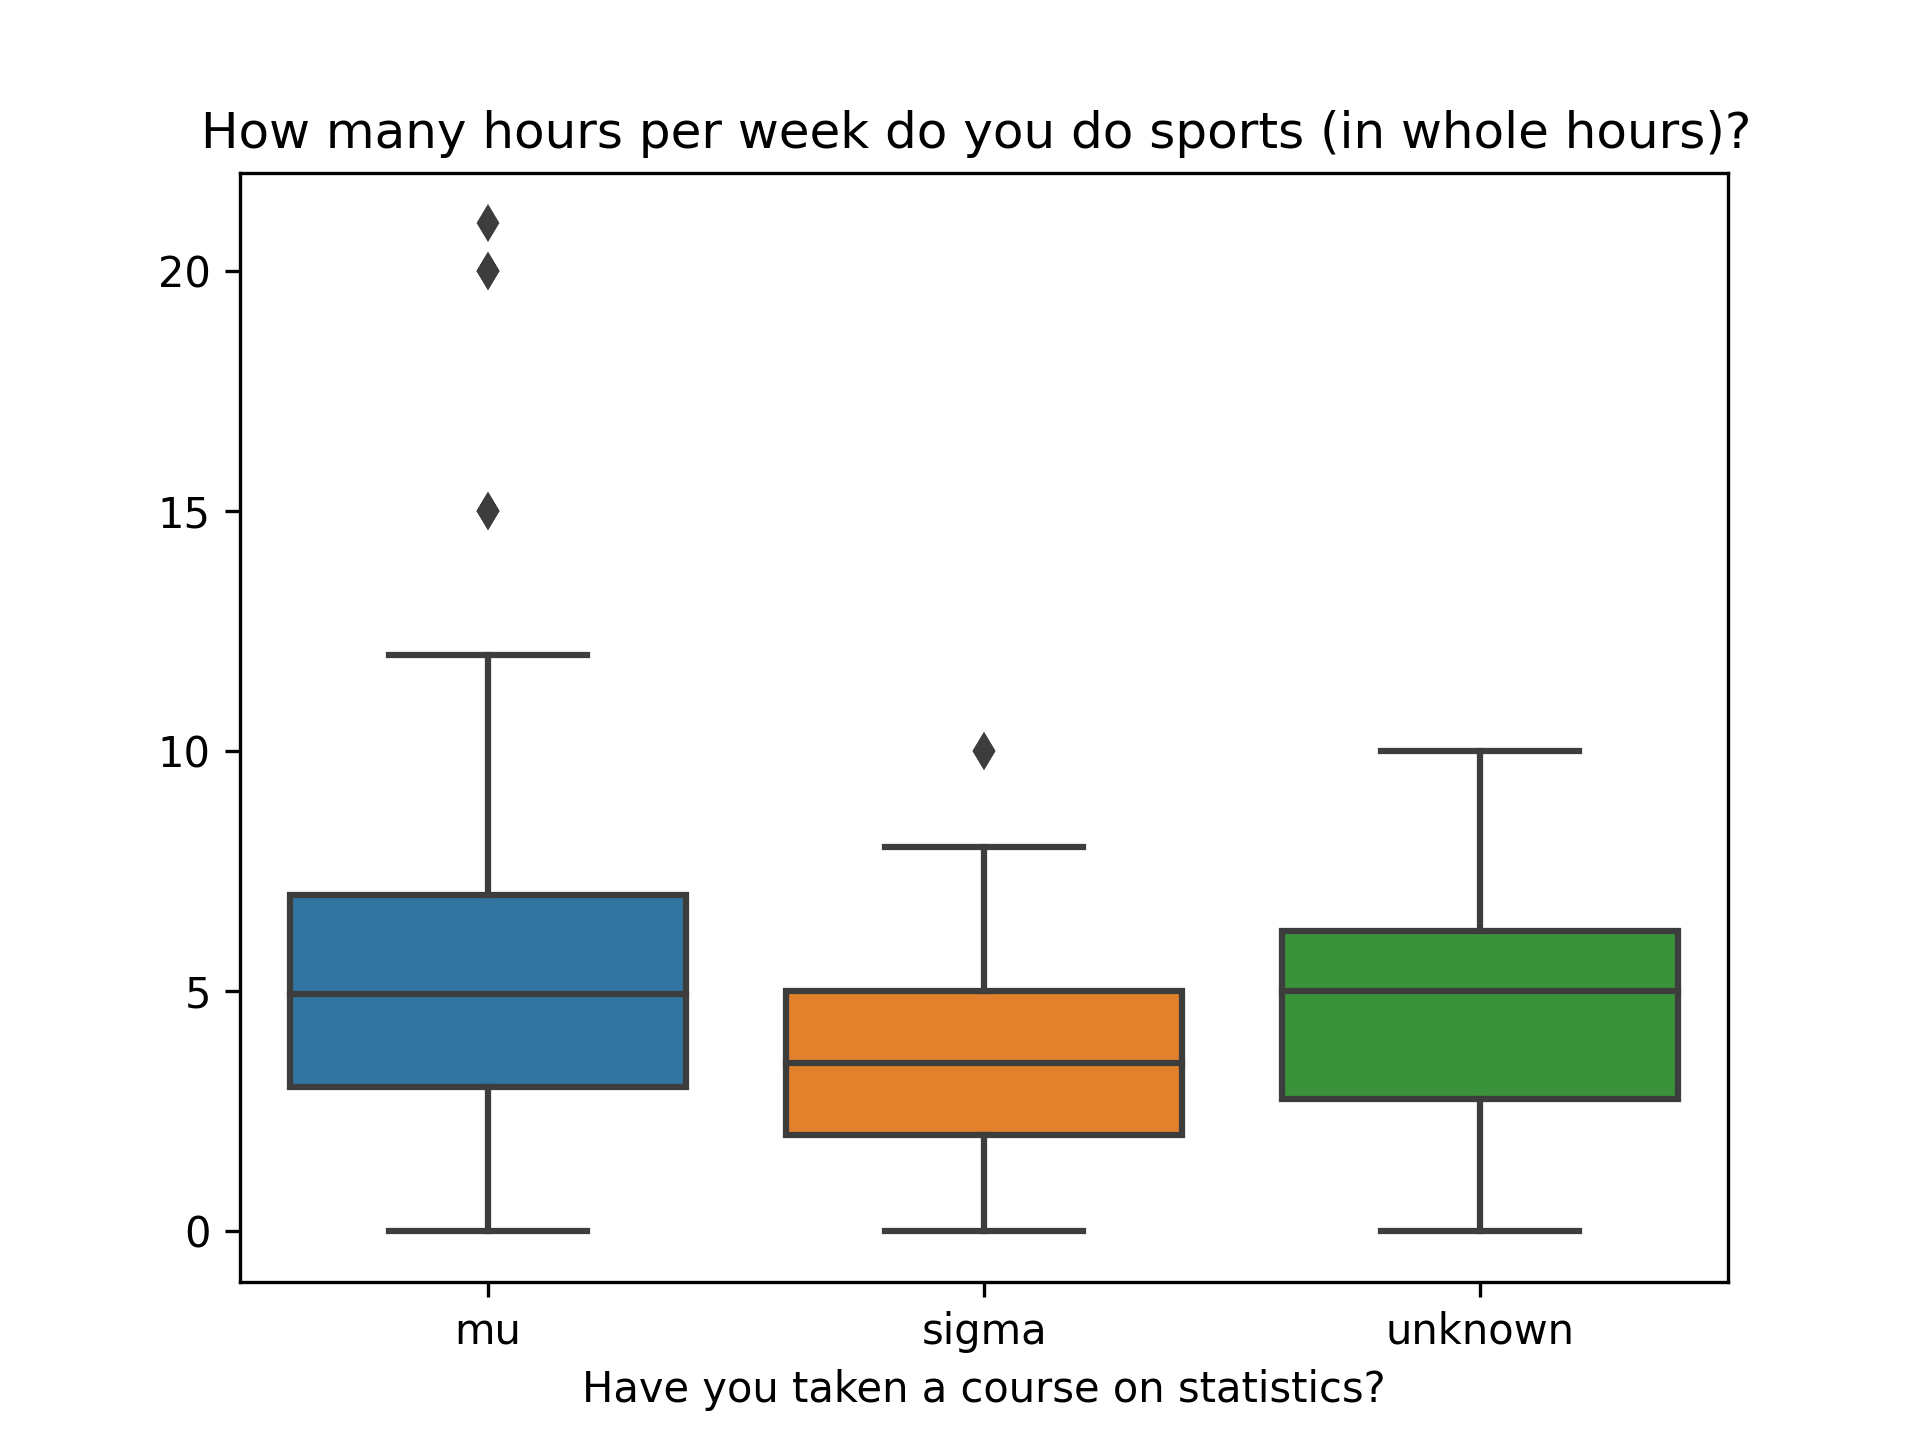 How many hours per week do you do sports (in whole hours)?
20
15
10
5
0
mu sigma unknown
Have you taken a course on statistics?